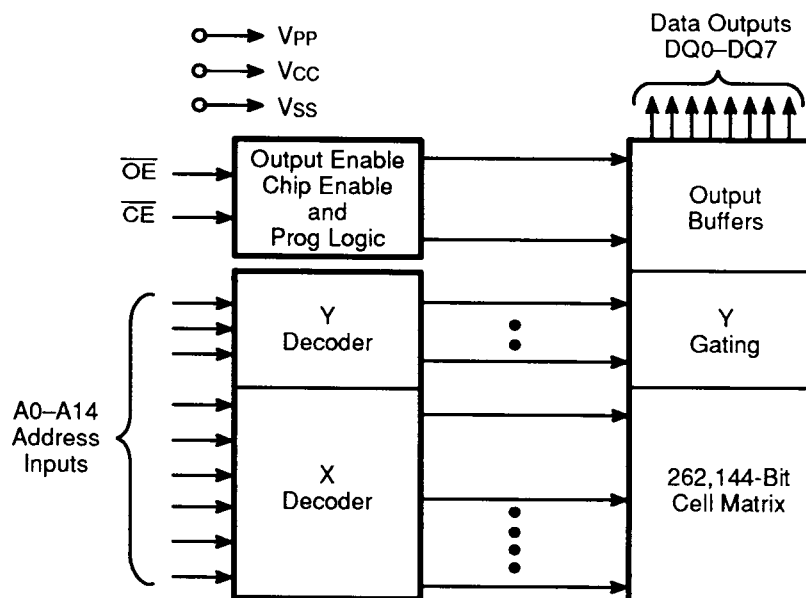 VPP
VCC
VSS
Data Outputs
DQ0–DQ7
OE
CE
Output Enable
Chip Enable
and
Prog Logic
Output
Buffers
Y
Decoder
Y
Gating
A0–A14
Address
Inputs
X
Decoder
262,144-Bit
Cell Matrix